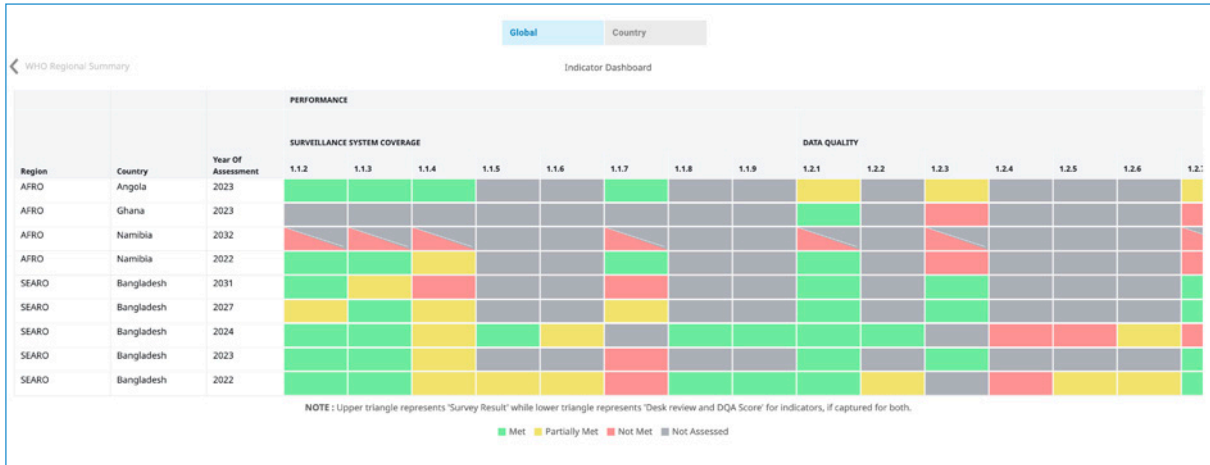 Global Country
WHO Regional Summary
Indicator Dashboard
PERFORMANCE
SURVEILLANCE SYSTEM COVERAGE DATA QUALITY
Region Country Year Of Assessment 1.1.2 1.1.3 1.1.4 1.1.5 1.1.6 1.1.7 1.1.8 1.1.9 1.2.1 1.2.2 1.2.3 1.2.4 1.2.5 1.2.6
AFRO Angola 2023
AFRO Ghana 2023
AFRO Namibia 2032
AFRO Namibia 2022
SEARO Bangladesh 2031
SEARO Bangladesh 2027
SEARO Bangladesh 2024
SEARO Bangladesh 2023
SEARO Bangladesh 2022
NOTE : Upper triangle represents 'Survey Result' while lower triangle represents 'Desk review and DQA Score' for indicators, if captured for both.
Met Partially Met Not Met Not Assessed